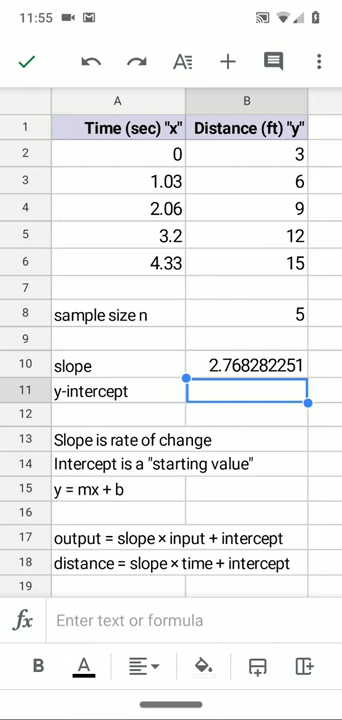 11:55
A B
1 Time (sec) "x" Distance (ft) "y"
2 0 3
3 1.03 6
4 2.06 9
5 3.2 12
6 4.33 15
7
8 sample size n 5
9
10 slope 2.768282251
11 y-intercept
12
13 Slope is rate of change
14 Intercept is a "starting value"
15 y = mx + b
16
17 output = slope × input + intercept
18 distance = slope × time + intercept
19
fx Enter text or formula
B A